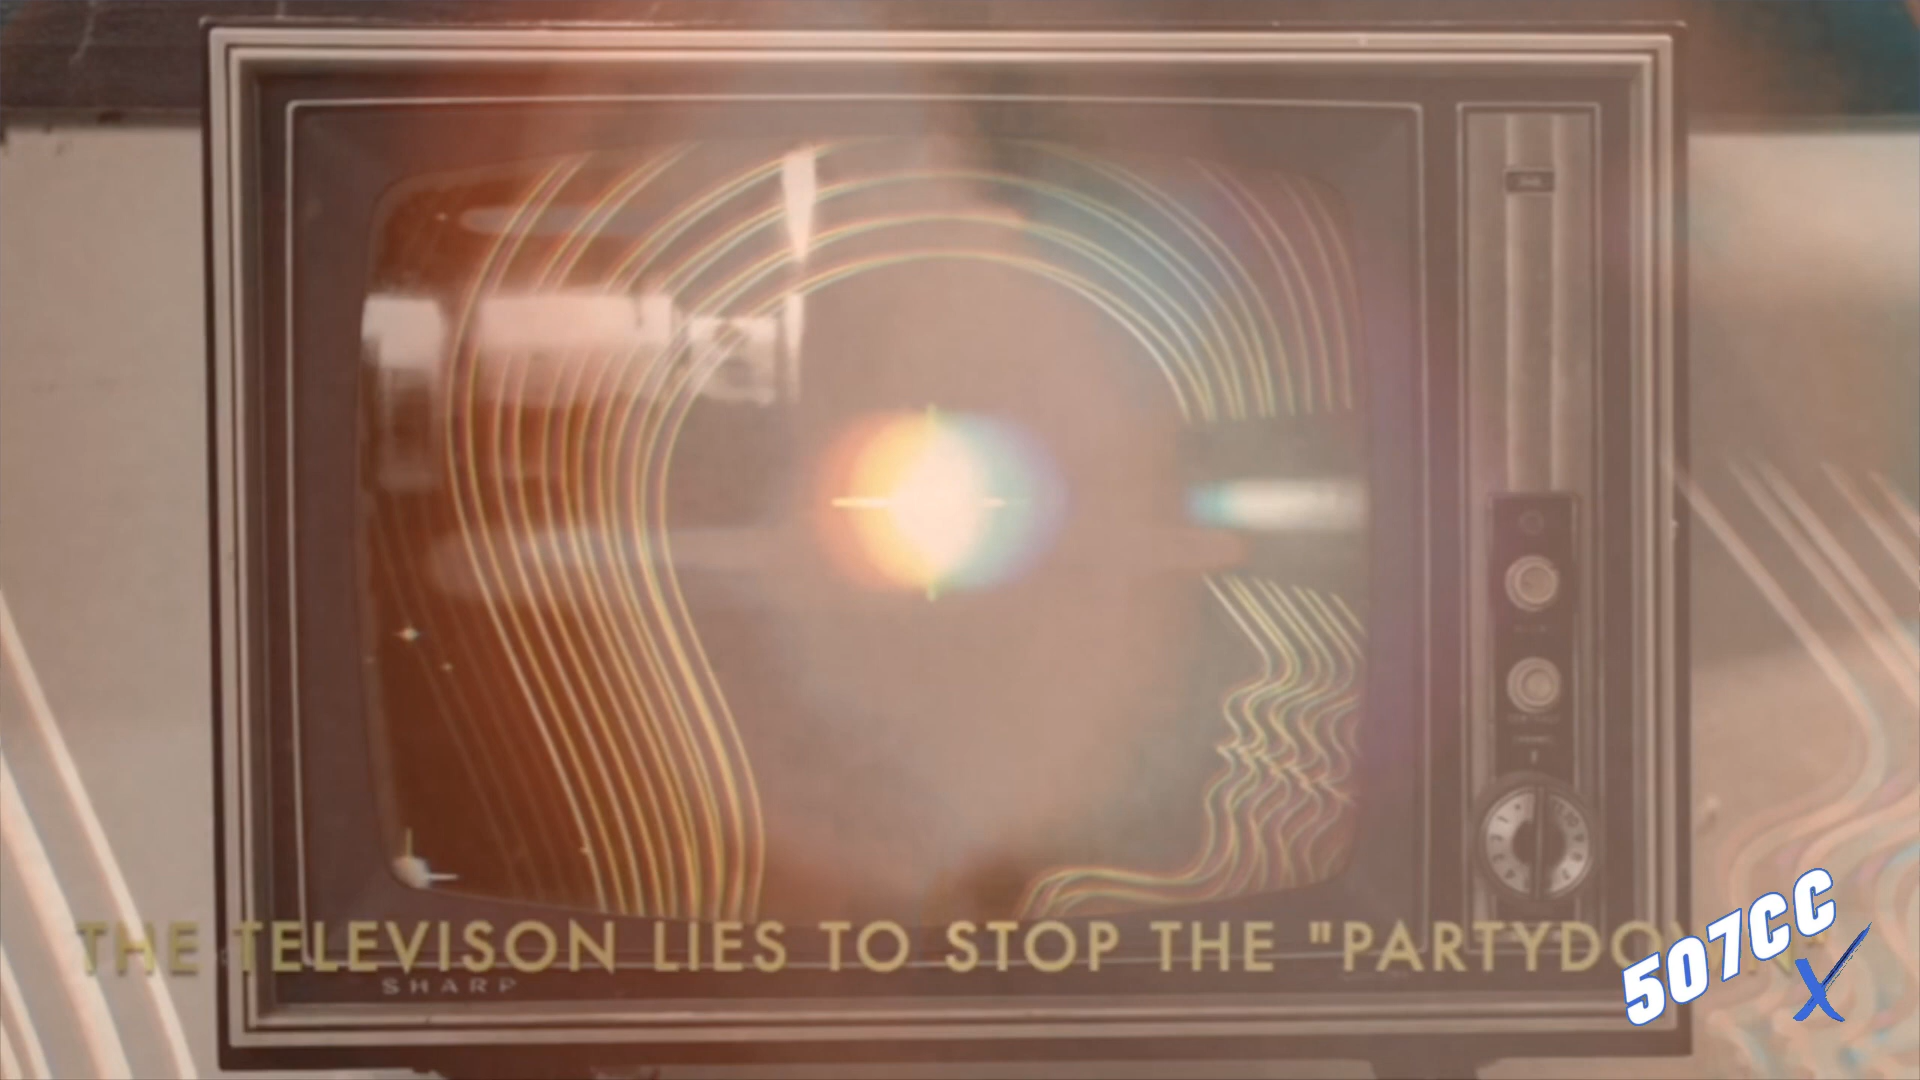 THE TELEVISON LIES TO STOP THE "PARTYDO
SHARP
507CC
X